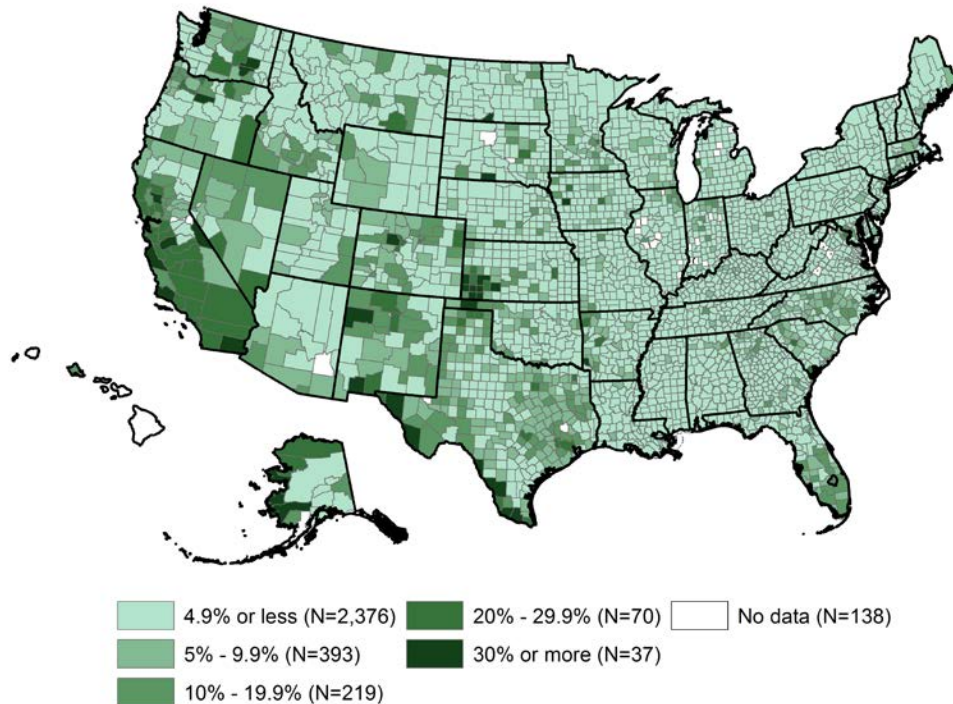 4.9% or less (N=2,376)
5% - 9.9% (N=393)
10% - 19.9% (N=219)
20% - 29.9% (N=70)
30% or more (N=37)
No data (N=138)